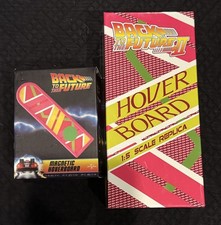 BACK
TO THE
FUTURE
MAGNETIC
HOVERBOARD
BACK
TO THE
FUTURE
II
HOVER
BOARD
1:5 SCALE REPLICA